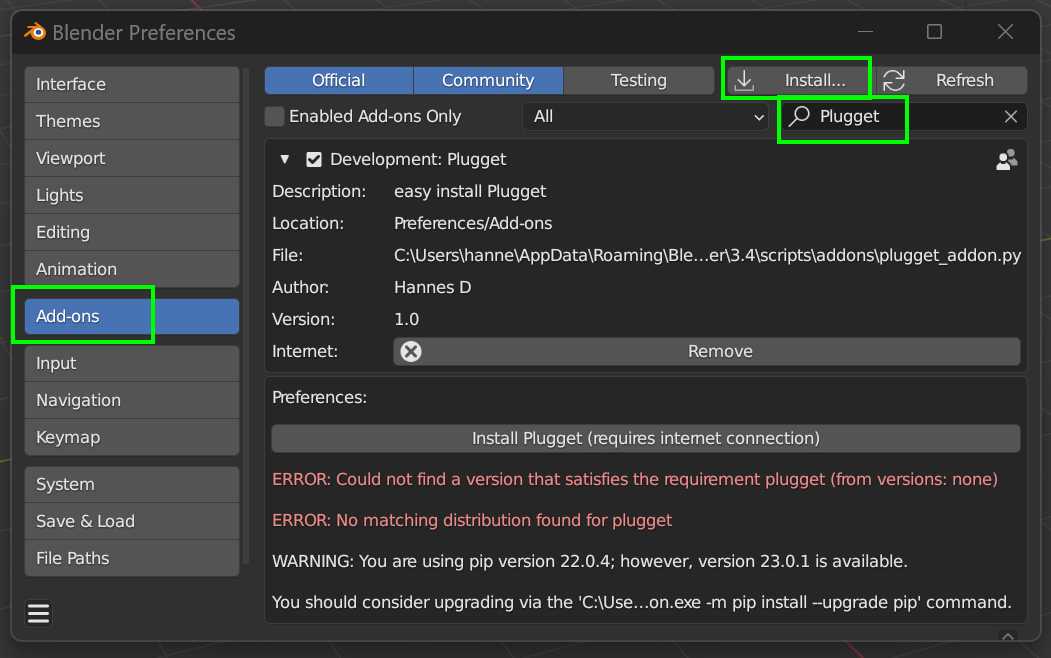 Blender Preferences
Interface
Themes
Viewport
Lights
Editing
Animation
Add-ons
Input
Navigation
Keymap
System
Save & Load
File Paths
Official Community Testing Install... Refresh
Enabled Add-ons Only All Plugget
Development: Plugget
Description: easy install Plugget
Location: Preferences/Add-ons
File: C:\Users\hanne\AppData\Roaming\Ble...er\3.4\scripts\addons\plugget_addon.py
Author: Hannes D
Version: 1.0
Internet: Remove
Preferences:
Install Plugget (requires internet connection)
ERROR: Could not find a version that satisfies the requirement plugget (from versions: none)
ERROR: No matching distribution found for plugget
WARNING: You are using pip version 22.0.4; however, version 23.0.1 is available.
You should consider upgrading via the 'C:\Use...on.exe -m pip install --upgrade pip' command.